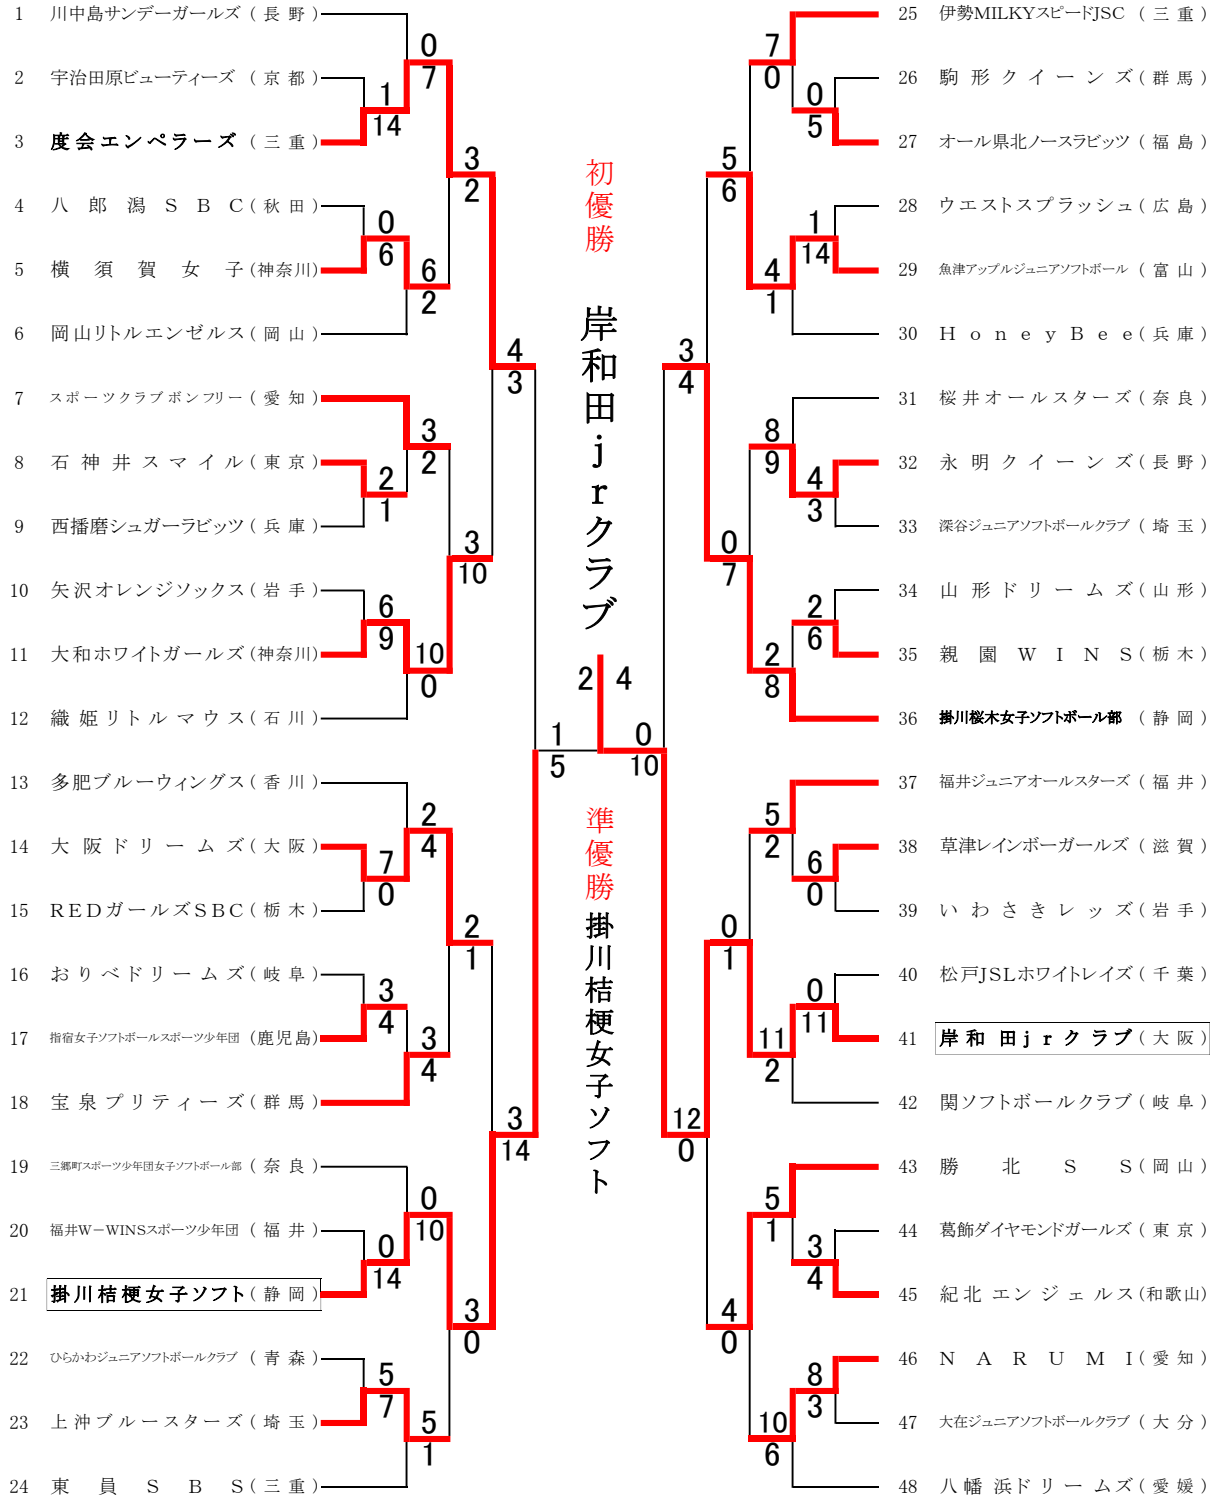 1 川中島サンデーガールズ (長野)
2 宇治田原ビューティーズ (京都)
3 度会エンペラーズ (三重)
4 八郎潟SBC (秋田)
5 横須賀女子 (神奈川)
6 岡山リトルエンゼルス (岡山)
7 スポーツクラブボンフリー (愛知)
8 石神井スマイル (東京)
9 西播磨シュガーラビッツ (兵庫)
10 矢沢オレンジソックス (岩手)
11 大和ホワイトガールズ (神奈川)
12 織姫リトルマウス (石川)
13 多肥ブルーウィングス (香川)
14 大阪ドリームズ (大阪)
15 REDガールズSBC (栃木)
16 おりべドリームズ (岐阜)
17 指宿女子ソフトボールスポーツ少年団 (鹿児島)
18 宝泉プリティーズ (群馬)
19 三郷町スポーツ少年団女子ソフトボール部 (奈良)
20 福井W-WINSスポーツ少年団 (福井)
21 掛川桔梗女子ソフト (静岡)
22 ひらかわジュニアソフトボールクラブ (青森)
23 上沖ブルースターズ (埼玉)
24 東員SBS (三重)
1
14
0
6
2
1
6
9
7
0
3
4
0
14
5
7
0
7
6
2
3
2
10
0
2
4
3
4
0
10
5
1
3
2
3
10
2
1
3
0
4
3
3
14
1
5
初優勝
岸和田jrクラブ
2 4
準優勝
掛川桔梗女子ソフト
0
10
3
4
12
0
5
6
0
7
0
1
4
0
7
0
4
1
8
9
2
8
5
2
11
2
5
1
10
6
0
5
1
14
4
3
2
6
6
0
0
11
3
4
8
3
25 伊勢MILKYスピードJSC (三重)
26 駒形クイーンズ (群馬)
27 オール県北ノースラビッツ (福島)
28 ウエストスプラッシュ (広島)
29 魚津アップルジュニアソフトボール (富山)
30 HoneyBee (兵庫)
31 桜井オールスターズ (奈良)
32 永明クイーンズ (長野)
33 深谷ジュニアソフトボールクラブ (埼玉)
34 山形ドリームズ (山形)
35 親園WINS (栃木)
36 掛川桜木女子ソフトボール部 (静岡)
37 福井ジュニアオールスターズ (福井)
38 草津レインボーガールズ (滋賀)
39 いわさきレッズ (岩手)
40 松戸JSLホワイトレイズ (千葉)
41 岸和田jrクラブ (大阪)
42 関ソフトボールクラブ (岐阜)
43 勝北SS (岡山)
44 葛飾ダイヤモンドガールズ (東京)
45 紀北エンジェルス (和歌山)
46 NARUMI (愛知)
47 大在ジュニアソフトボールクラブ (大分)
48 八幡浜ドリームズ (愛媛)